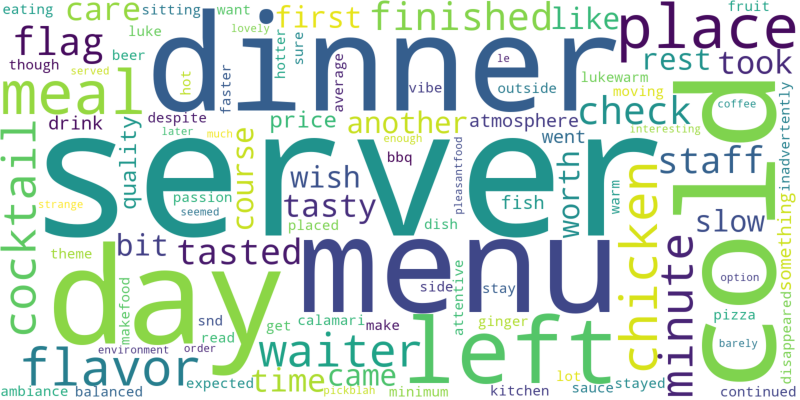 eating
care
sitting
want
first
finished
like
luke
lovely
hotter
sure
le
fruit
place
flag
beer
though
served
hot
faster
average
dinner
vibe
outside
lukewarm
rest
took
moving
meal
later
despite
much
drink
price
another
atmosphere
enough
interesting
went
check
coffee
cold
inadvertently
cocktail
quality
strange
passion
seemed
course
server
wish
tasty
bbq
placed
pleasantfood
fish
dish
warm
worth
staff
chicken
slow
something
disappeared
theme
bit
tasted
day
menu
side
stay
attentive
minute
option
pizza
barely
makefood
snd
read
get
calamari
make
ginger
left
environment
order
flavor
waiter
time
came
lot
sauce
stayed
ambiance
balanced
expected
pickblah
minimum
kitchen
continued